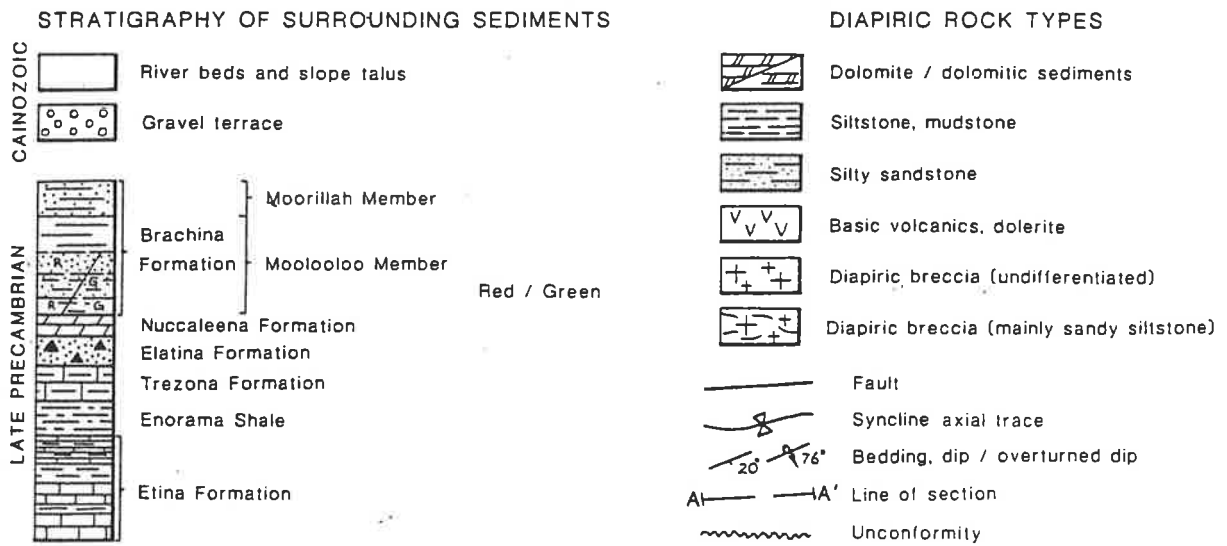 STRATIGRAPHY OF SURROUNDING SEDIMENTS
CAINOZOIC
River beds and slope talus
Gravel terrace
LATE PRECAMBRIAN
Moorillah Member
Brachina
Formation
Moolooloo Member
R
G
R
G
Red / Green
Nuccaleena Formation
Elatina Formation
Trezona Formation
Enorama Shale
Etina Formation
DIAPIRIC ROCK TYPES
Dolomite / dolomitic sediments
Siltstone, mudstone
Silty sandstone
V V V V V
Basic volcanics, dolerite
Diapiric breccia (undifferentiated)
Diapiric breccia (mainly sandy siltstone)
Fault
Syncline axial trace
20° 76° Bedding, dip / overturned dip
A A' Line of section
Unconformity